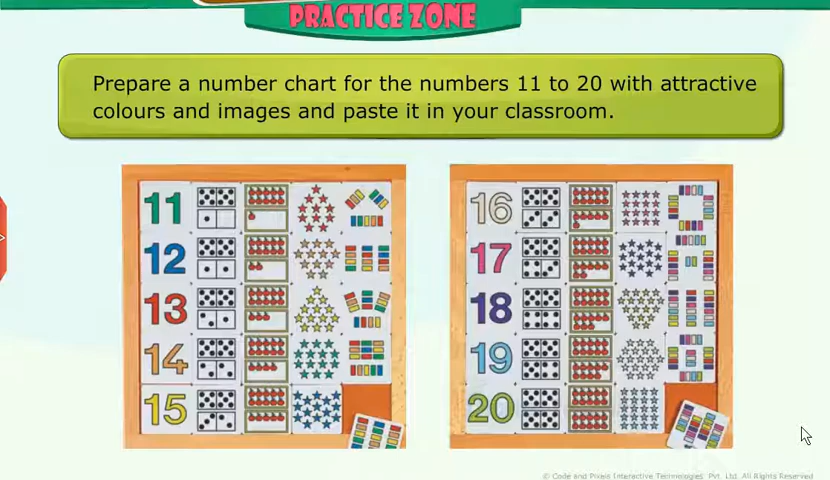 PRACTICE ZONE
Prepare a number chart for the numbers 11 to 20 with attractive
colours and images and paste it in your classroom.
11
12
13
14
15
16
17
18
19
20
© Code and Pixels Interactive Technologies. Pvt. Ltd. All Rights Reserved